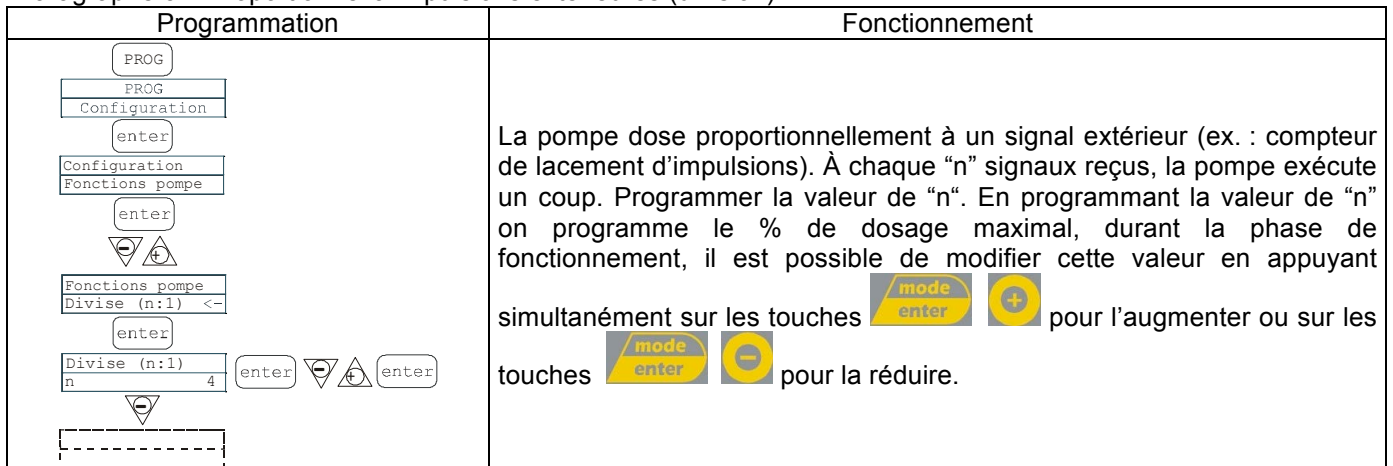 Programmation
Fonctionnement
PROG
PROG
Configuration
enter
Configuration
Fonctions pompe
enter
Fonctions pompe
Divise (n:1) <-
enter
Divise (n:1)
n 4
enter
enter
La pompe dose proportionnellement à un signal extérieur (ex. : compteur
de lacement d’impulsions). À chaque “n” signaux reçus, la pompe exécute
un coup. Programmer la valeur de “n“. En programmant la valeur de “n”
on programme le % de dosage maximal, durant la phase de
fonctionnement, il est possible de modifier cette valeur en appuyant
simultanément sur les touches mode enter + pour l’augmenter ou sur les
touches mode enter - pour la réduire.